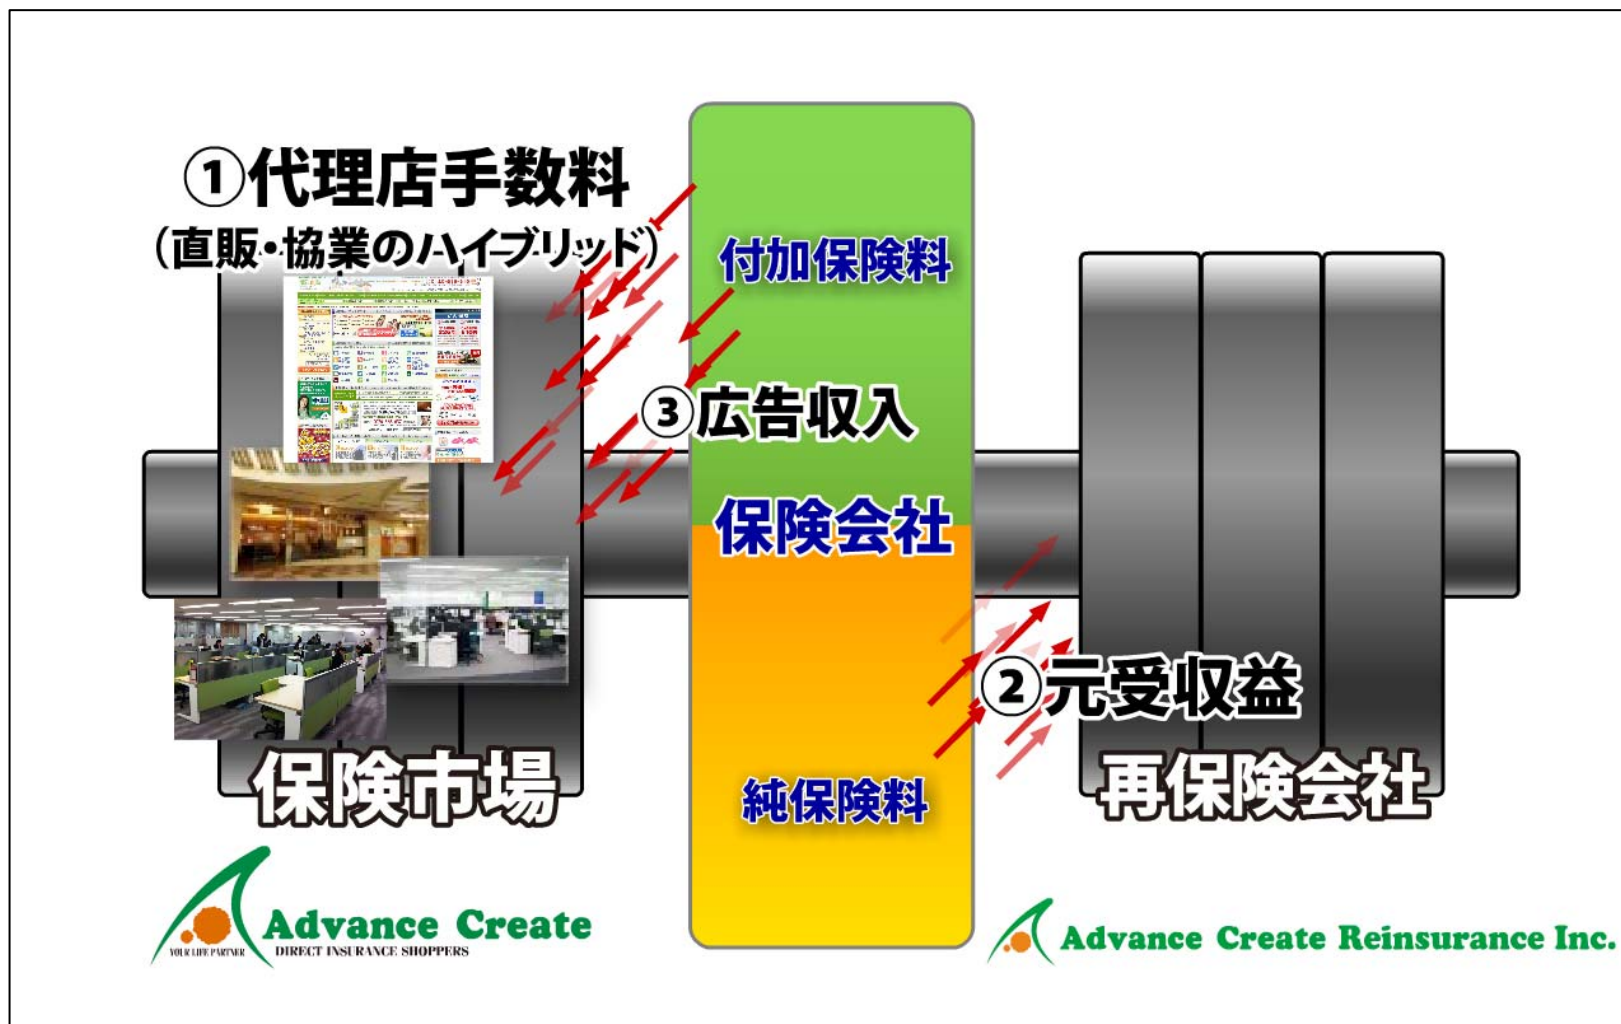 ①代理店手数料
（直販・協業のハイブリッド）
付加保険料
③広告収入
保険会社
②元受収益
純保険料
保険市場
再保険会社
Advance Create
YOUR LIFE PARTNER
DIRECT INSURANCE SHOPPERS
Advance Create Reinsurance Inc.